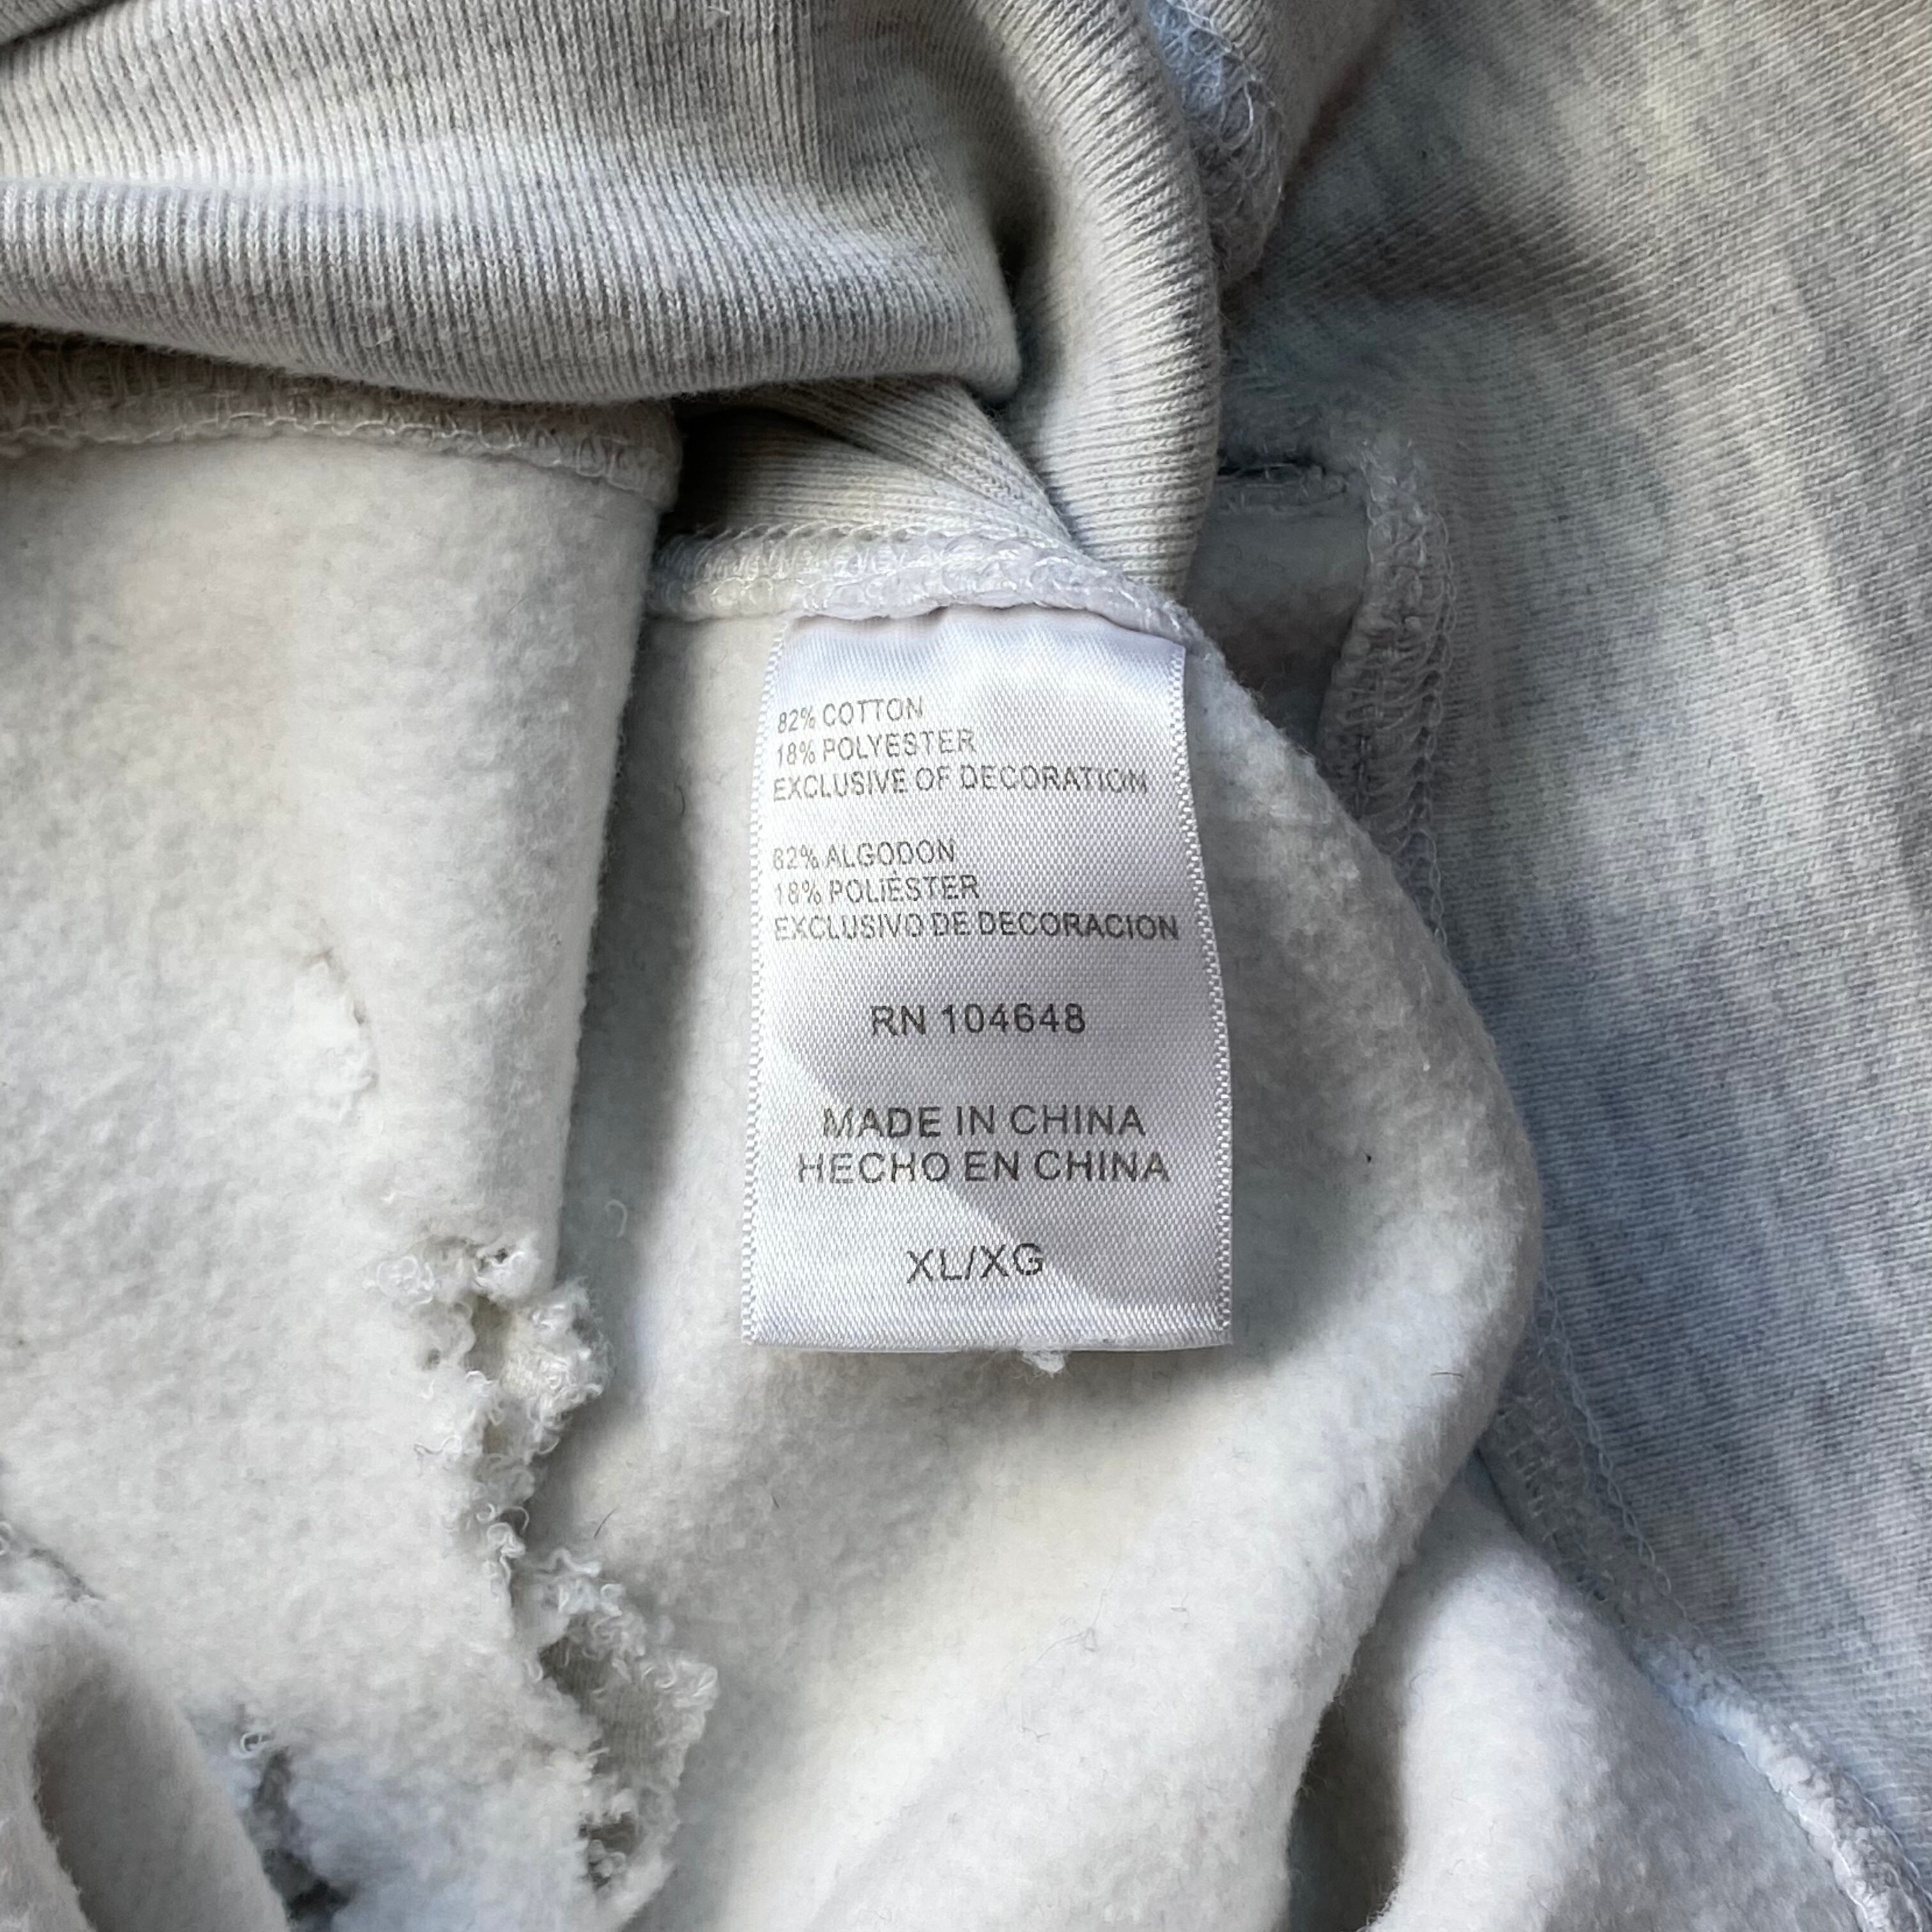 82% COTTON
18% POLYESTER
EXCLUSIVE OF DECORATION
82% ALGODON
18% POLIÉSTER
EXCLUSIVO DE DECORACION
RN 104648
MADE IN CHINA
HECHO EN CHINA
XL/XG